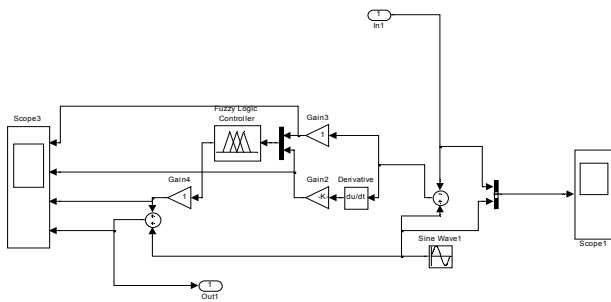 1
In1
Scope3
Fuzzy Logic
Controller
Gain3
1
Gain4
1
Gain2
-K-
Derivative
du/dt
Scope1
Sine Wave1
1
Out1